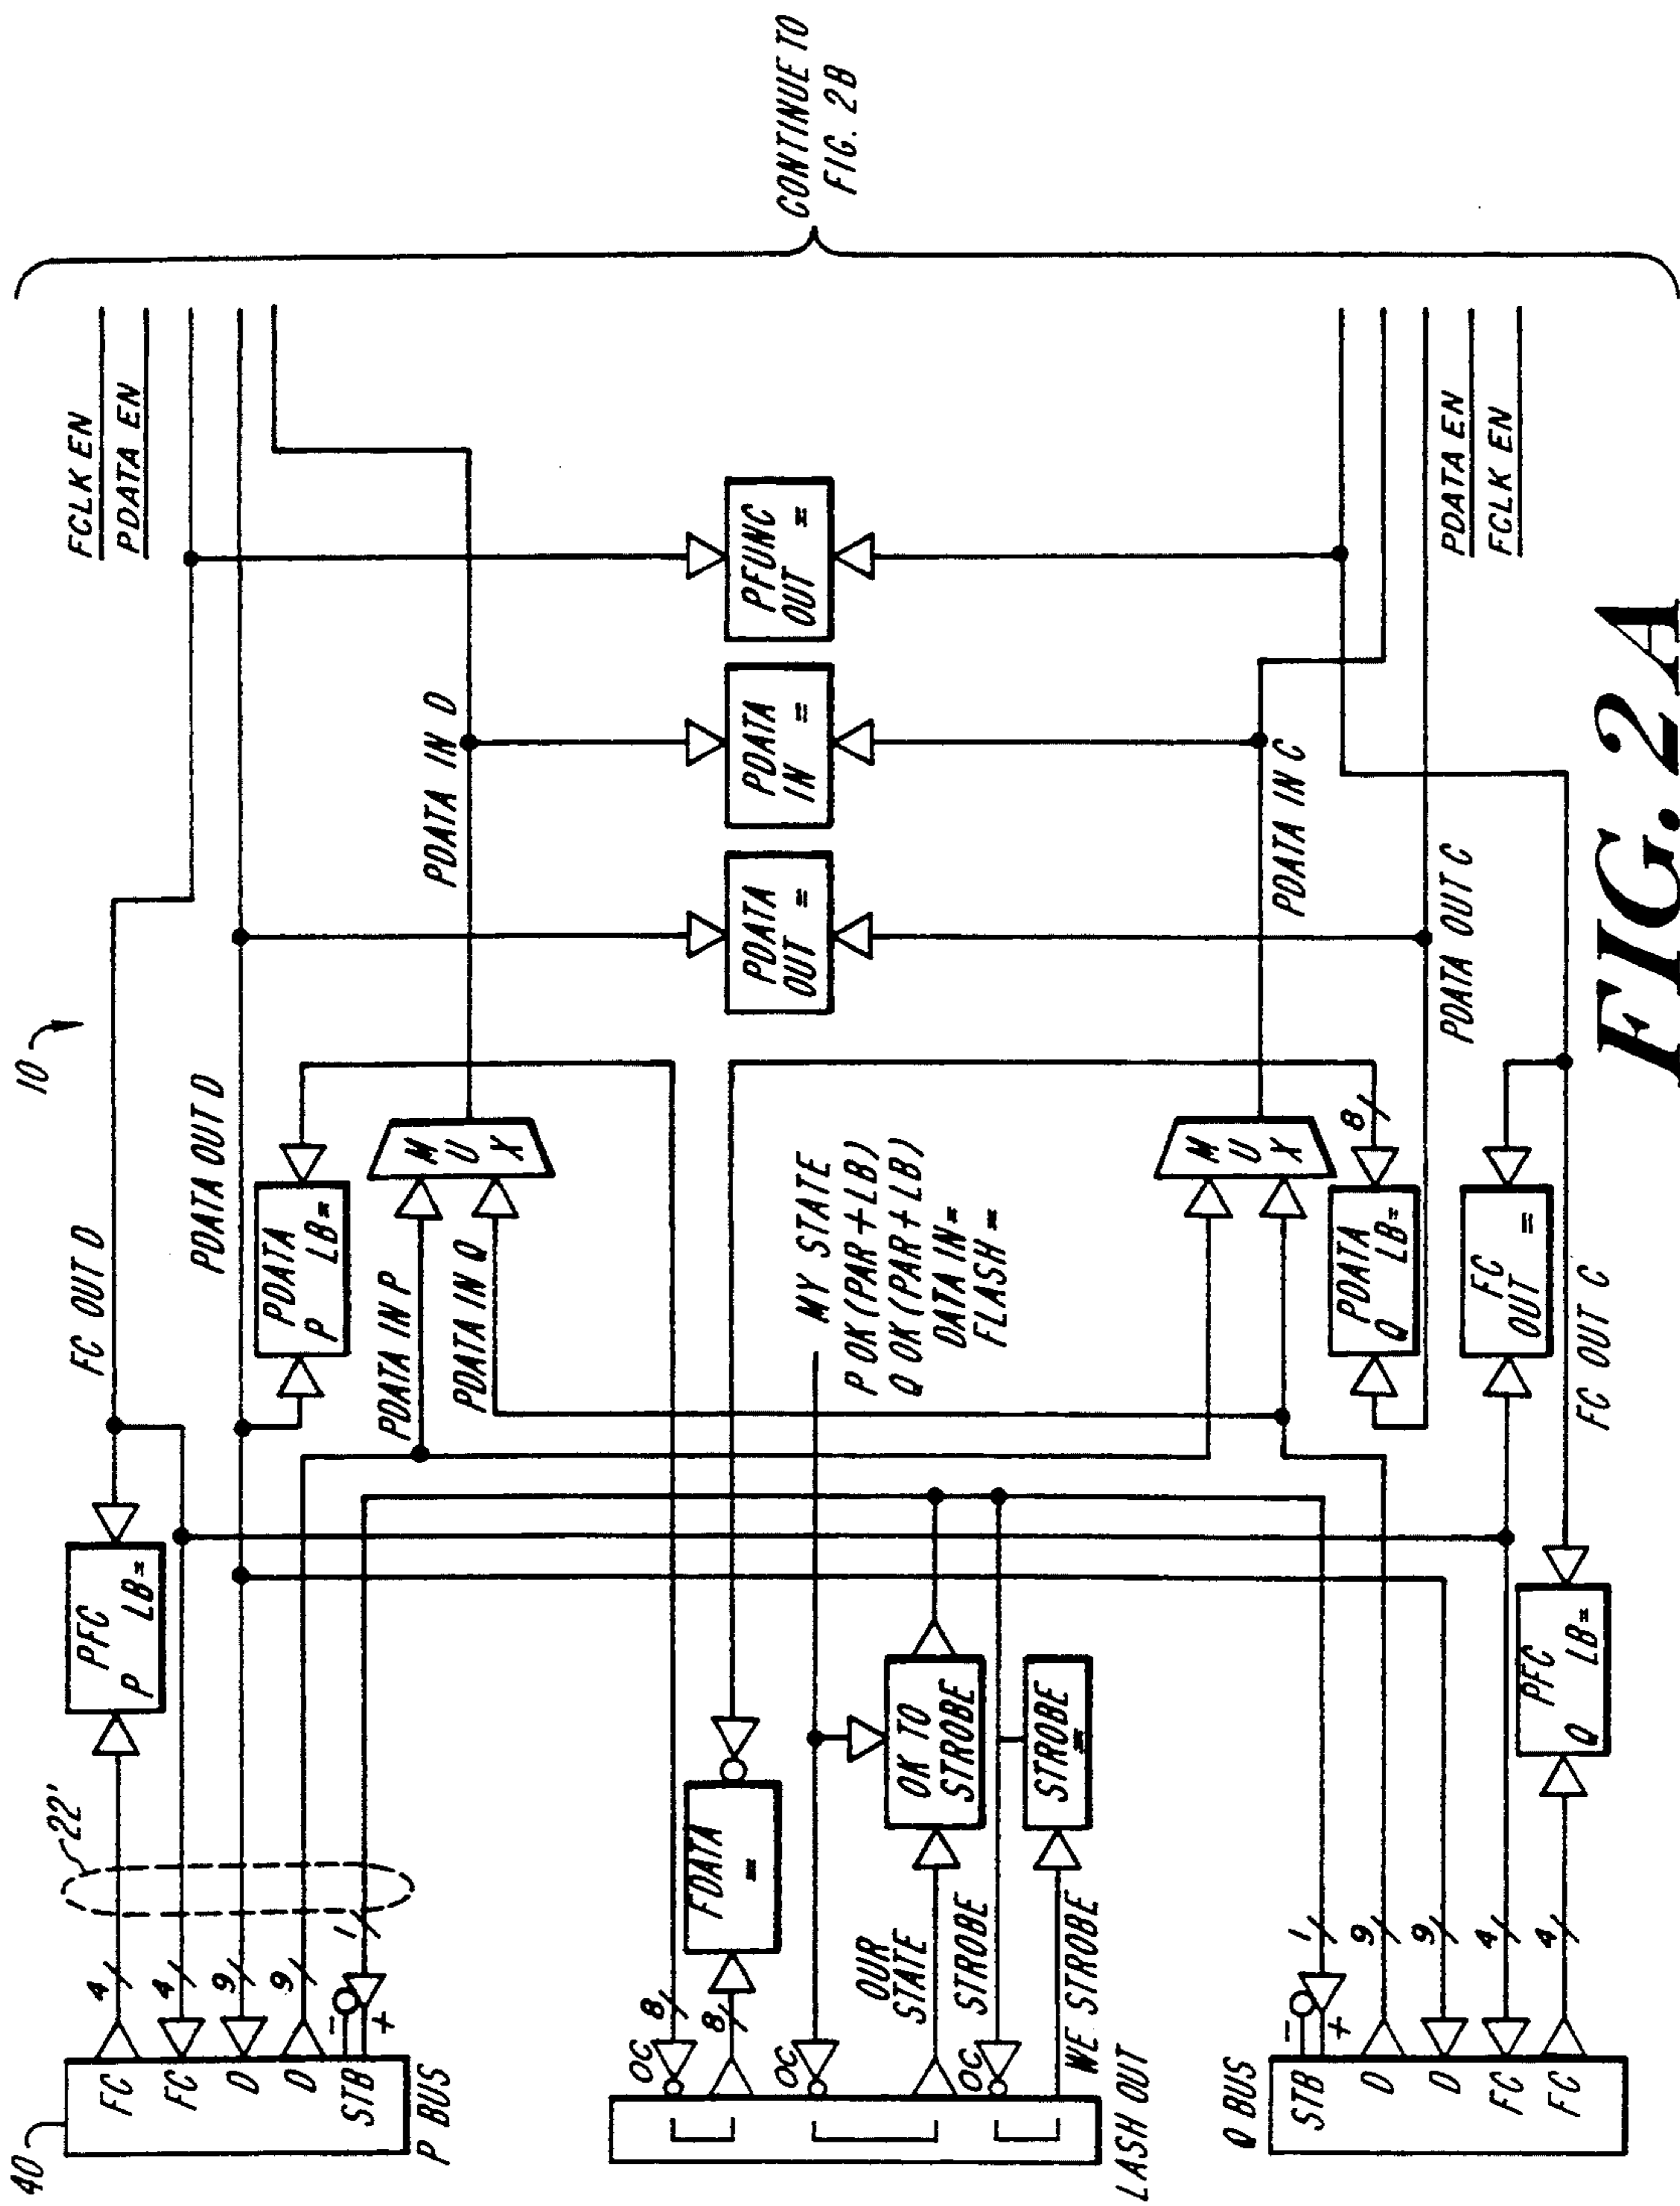 40
FC
FC
D
D
STB
P BUS
4
4
9
9
1
-
+
22'
PFC
P LB=
FC OUT D
PDATA OUT D
10
PDATA
P LB=
PDATA IN P
PDATA IN Q
MUX
PDATA IN D
FCLK EN
PDATA EN
CONTINUE TO
FIG. 2B
LASH OUT
OC
8
8
OC
OC
FDATA
=
OUR
STATE
STROBE
WE STROBE
OK TO
STROBE
STROBE
=
MY STATE
P OK (PAR+LB)
Q OK (PAR+LB)
DATA IN=
FLASH=
PDATA
OUT =
PDATA
IN =
PFUNC
OUT =
Q BUS
STB
D
D
FC
FC
-
+
1
9
9
4
4
PFC
Q LB=
MUX
8
PDATA
Q LB=
FC
OUT =
FC OUT C
PDATA IN C
PDATA OUT C
PDATA EN
FCLK EN
FIG. 2A